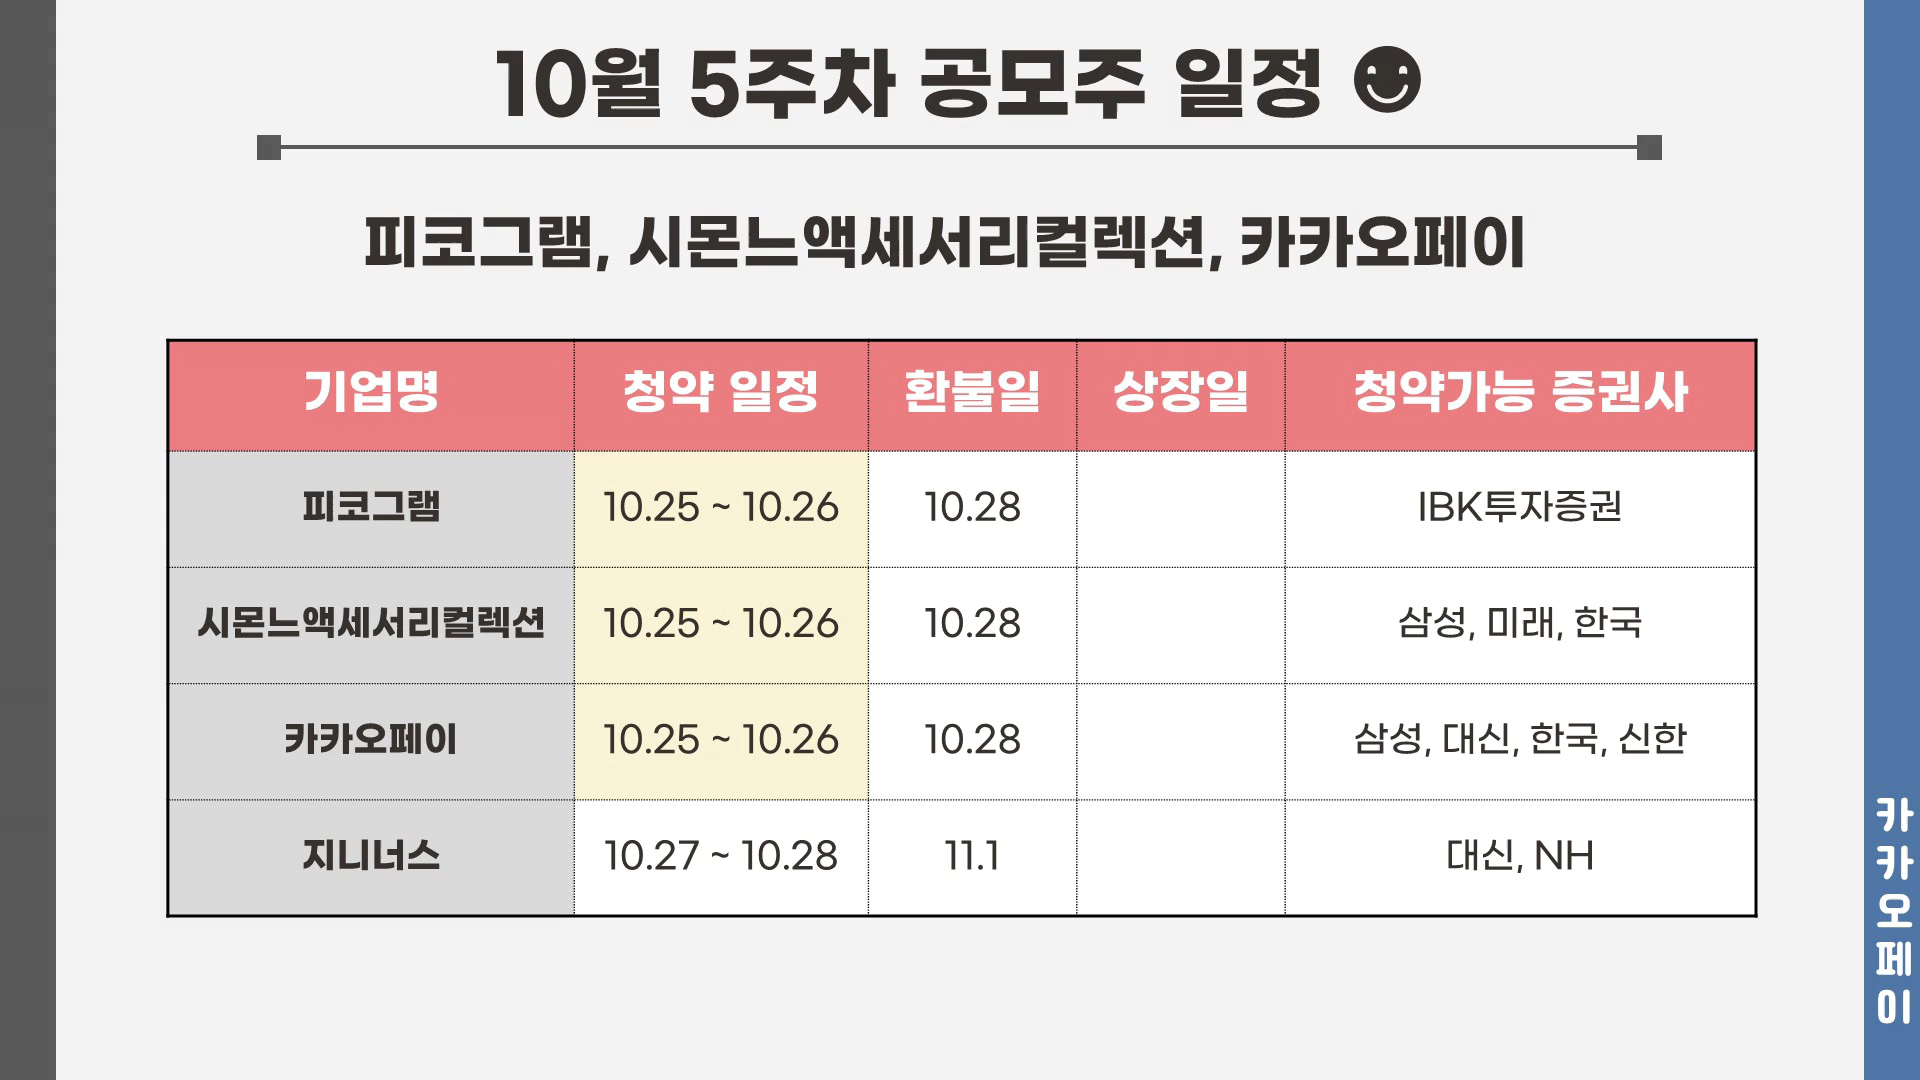 10월 5주차 공모주 일정
피코그램, 시몬느액세서리컬렉션, 카카오페이
기업명 청약 일정 환불일 상장일 청약가능 증권사
피코그램 10.25 ~ 10.26 10.28 IBK투자증권
시몬느액세서리컬렉션 10.25 ~ 10.26 10.28 삼성, 미래, 한국
카카오페이 10.25 ~ 10.26 10.28 삼성, 대신, 한국, 신한
지니너스 10.27 ~ 10.28 11.1 대신, NH
카카오페이